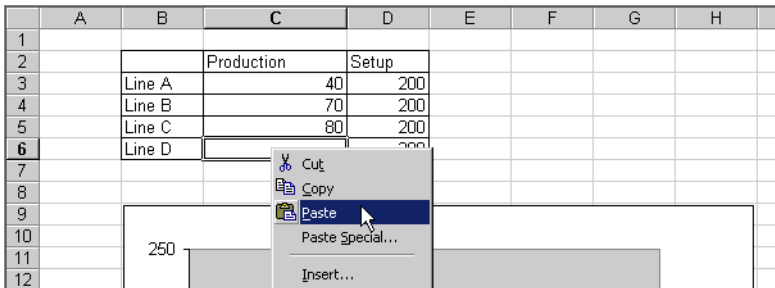 A B C D E F G H
1
2 Production Setup
3 Line A 40 200
4 Line B 70 200
5 Line C 80 200
6 Line D 200
7
Cut
8
Copy
9
Paste
10
Paste Special...
11 250
12 Insert...